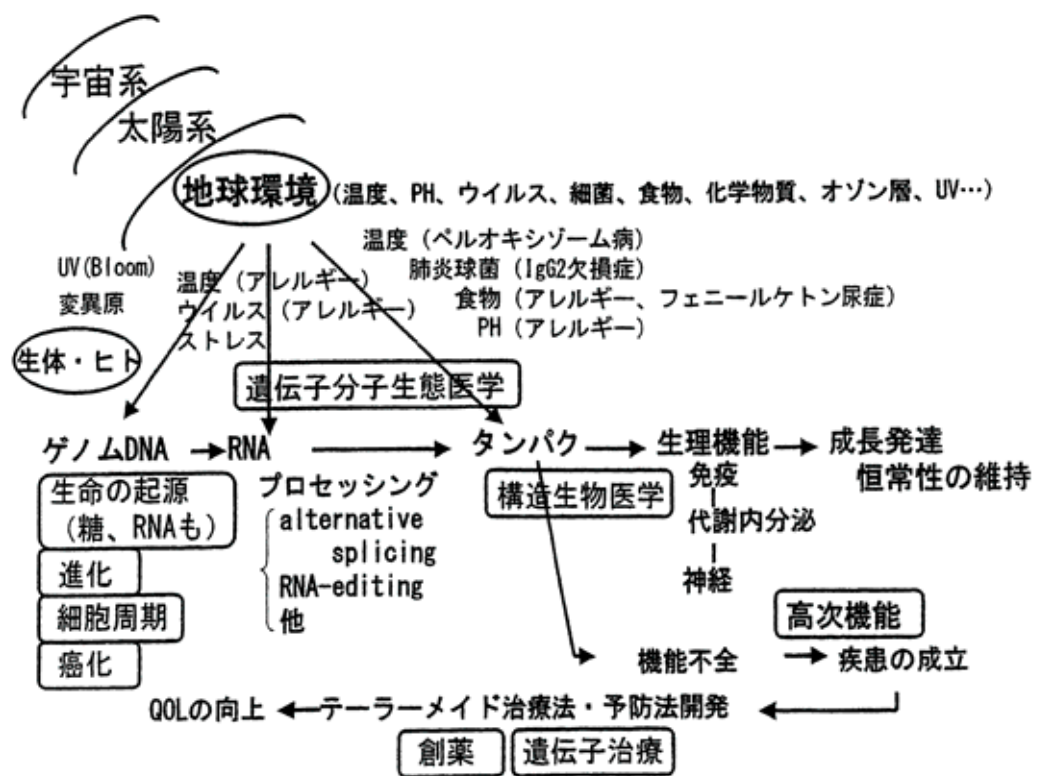 宇宙系
太陽系
地球環境 (温度、PH、ウイルス、細菌、食物、化学物質、オゾン層、UV…)
温度(ペルオキシゾーム病)
肺炎球菌(IgG2欠損症)
食物(アレルギー、フェニールケトン尿症)
PH(アレルギー)
UV(Bloom)
変異原
温度(アレルギー)
ウイルス(アレルギー)
ストレス
生体・ヒト
遺伝子分子生態医学
ゲノムDNA → RNA → タンパク → 生理機能 → 成長発達
恒常性の維持
生命の起源
(糖、RNAも)
進化
細胞周期
癌化
プロセッシング
alternative
splicing
RNA-editing
他
構造生物医学
免疫
代謝内分泌
神経
高次機能
機能不全 → 疾患の成立
QOLの向上 ← テーラーメイド治療法・予防法開発
創薬 遺伝子治療